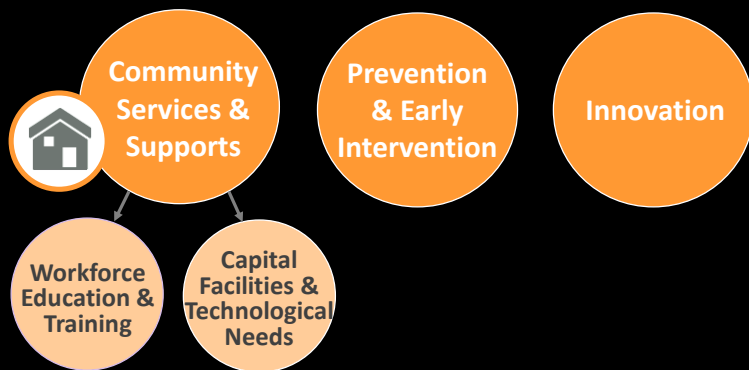 Community
Services &
Supports
Prevention
& Early
Intervention
Innovation
Workforce
Education &
Training
Capital
Facilities &
Technological
Needs